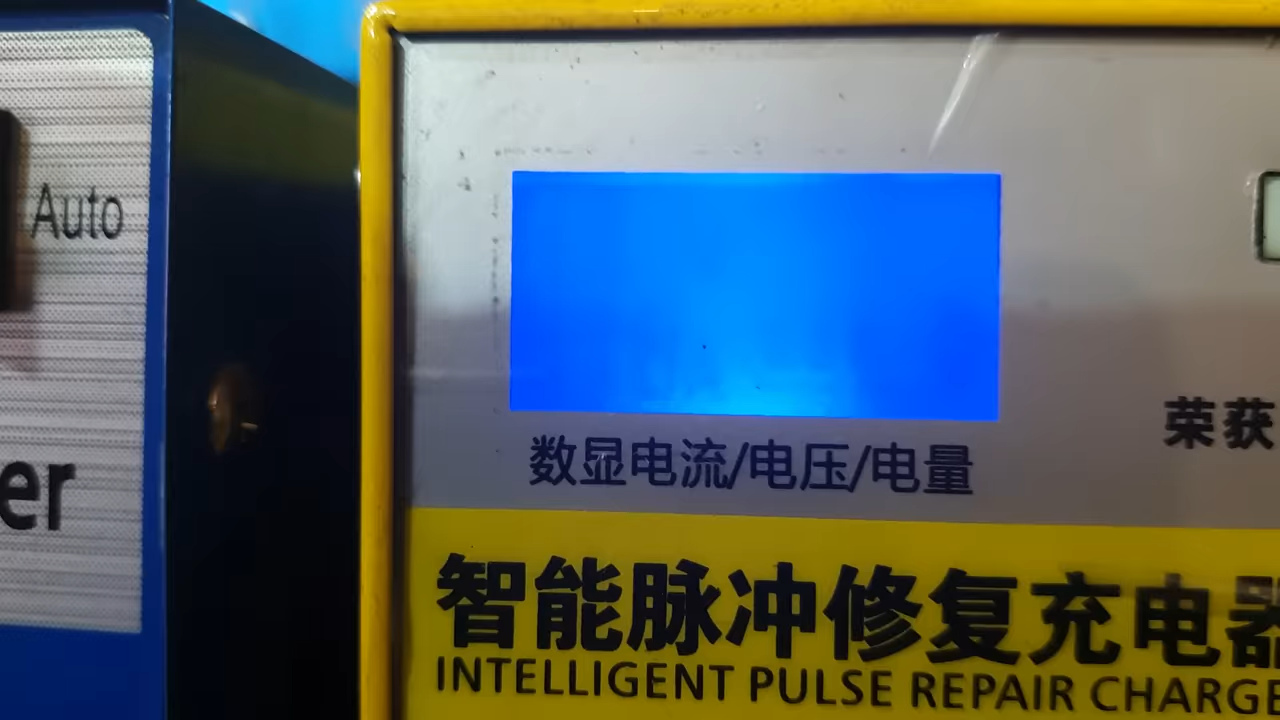 Auto
er
数显电流/电压/电量
荣获
智能脉冲修复充电器
INTELLIGENT PULSE REPAIR CHARGE